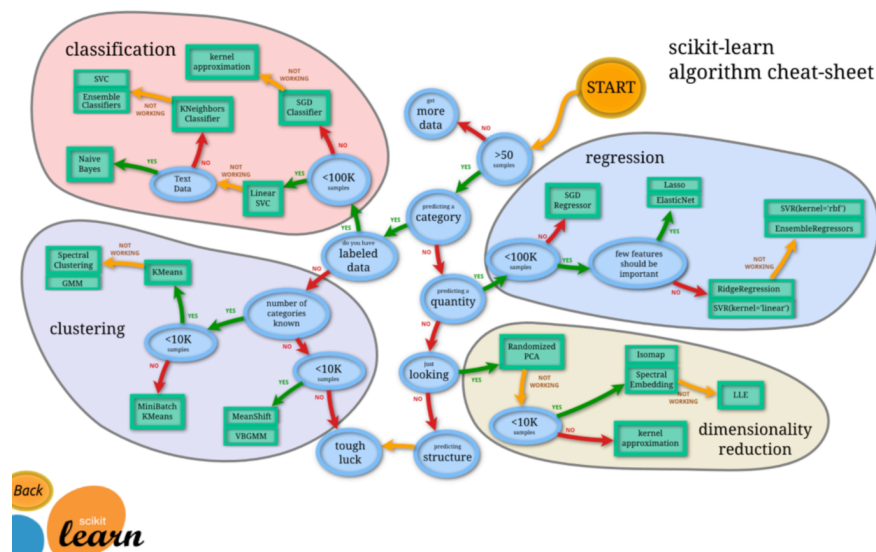 scikit-learn
algorithm cheat-sheet
START
classification
kernel
approximation
NOT
WORKING
SVC
Ensemble
Classifiers
NOT
WORKING
KNeighbors
Classifier
SGD
Classifier
NO
NO
Naive
Bayes
YES
Text
Data
NOT
WORKING
Linear
SVC
YES
<100K
samples
YES
get
more
data
NO
>50
samples
YES
predicting a
category
YES
NO
do you have
labeled
data
NO
predicting a
quantity
YES
NO
just
looking
YES
NO
predicting
structure
tough
luck
regression
SGD
Regressor
NO
<100K
samples
YES
Lasso
ElasticNet
YES
few features
should be
important
NO
SVR(kernel='rbf')
EnsembleRegressors
NOT
WORKING
RidgeRegression
SVR(kernel='linear')
clustering
Spectral
Clustering
GMM
NOT
WORKING
KMeans
YES
number of
categories
known
YES
NO
<10K
samples
NO
MiniBatch
KMeans
<10K
samples
YES
NO
MeanShift
VBGMM
Randomized
PCA
NOT
WORKING
<10K
samples
YES
NO
Isomap
Spectral
Embedding
NOT
WORKING
LLE
kernel
approximation
dimensionality
reduction
Back
scikit
learn